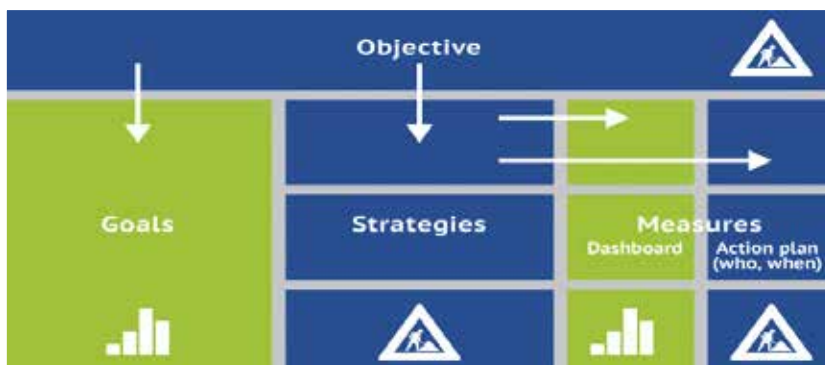 Objective
Goals
Strategies
Measures
Dashboard
Action plan
(who, when)